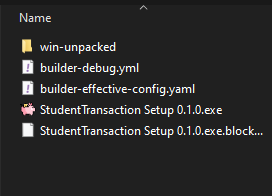 Name
win-unpacked
builder-debug.yml
builder-effective-config.yaml
StudentTransaction Setup 0.1.0.exe
StudentTransaction Setup 0.1.0.exe.block...